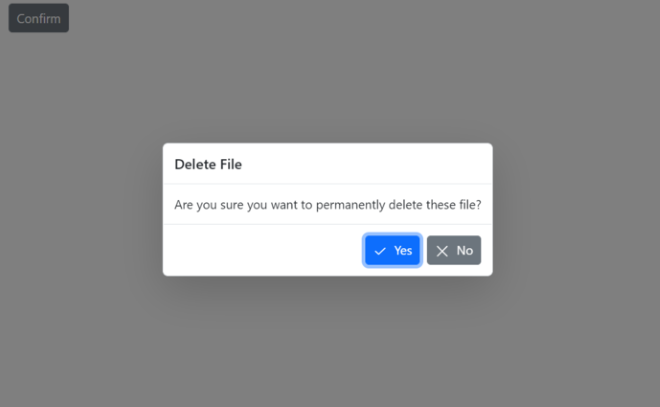 Confirm
Delete File
Are you sure you want to permanently delete these file?
Yes No